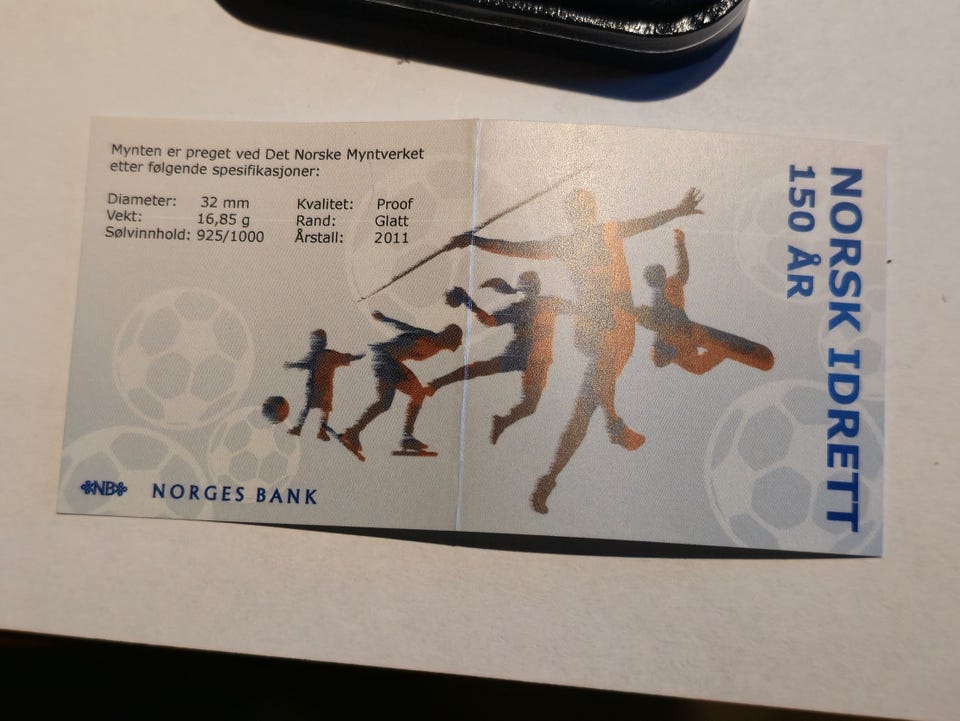 Mynten er preget ved Det Norske Myntverket
etter følgende spesifikasjoner:
Diameter: 32 mm
Vekt: 16,85 g
Sølvinnhold: 925/1000
Kvalitet: Proof
Rand: Glatt
Årstall: 2011
NB NORGES BANK
NORSK IDRETT
150 ÅR